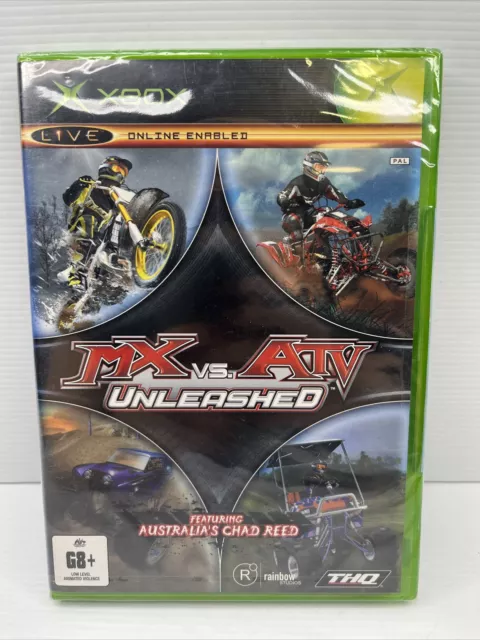 XBOX
LIVE ONLINE ENABLED
PAL
MX VS. ATV
UNLEASHED
FEATURING
AUSTRALIA'S CHAD REED
G8+
LOW LEVEL
ANIMATED VIOLENCE
R rainbow
STUDIOS
THQ